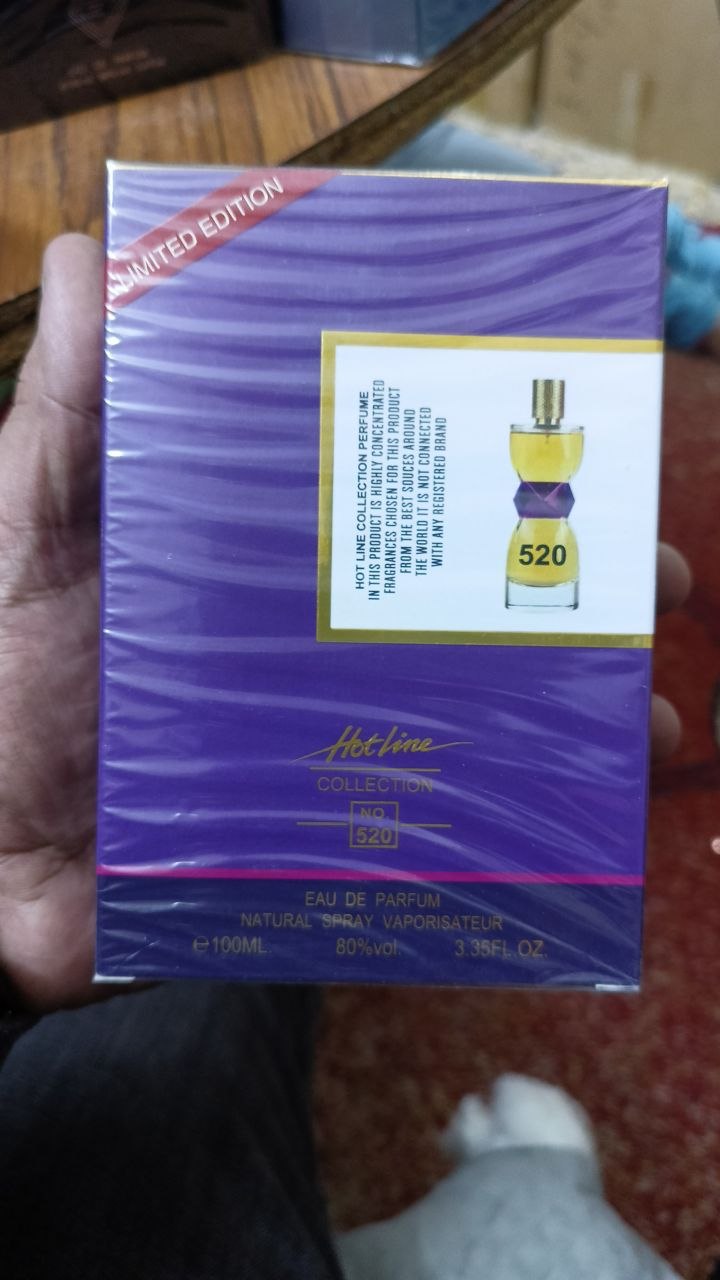 LIMITED EDITION
HOT LINE COLLECTION PERFUME
IN THIS PRODUCT IS HIGHLY CONCENTRATED
FRAGRANCES CHOSEN FOR THIS PRODUCT
FROM THE BEST SOUCES AROUND
THE WORLD IT IS NOT CONNECTED
WITH ANY REGISTERED BRAND
520
Hot line
COLLECTION
NO.
520
EAU DE PARFUM
NATURAL SPRAY VAPORISATEUR
℮100ML. 80%vol. 3.35FL.OZ.